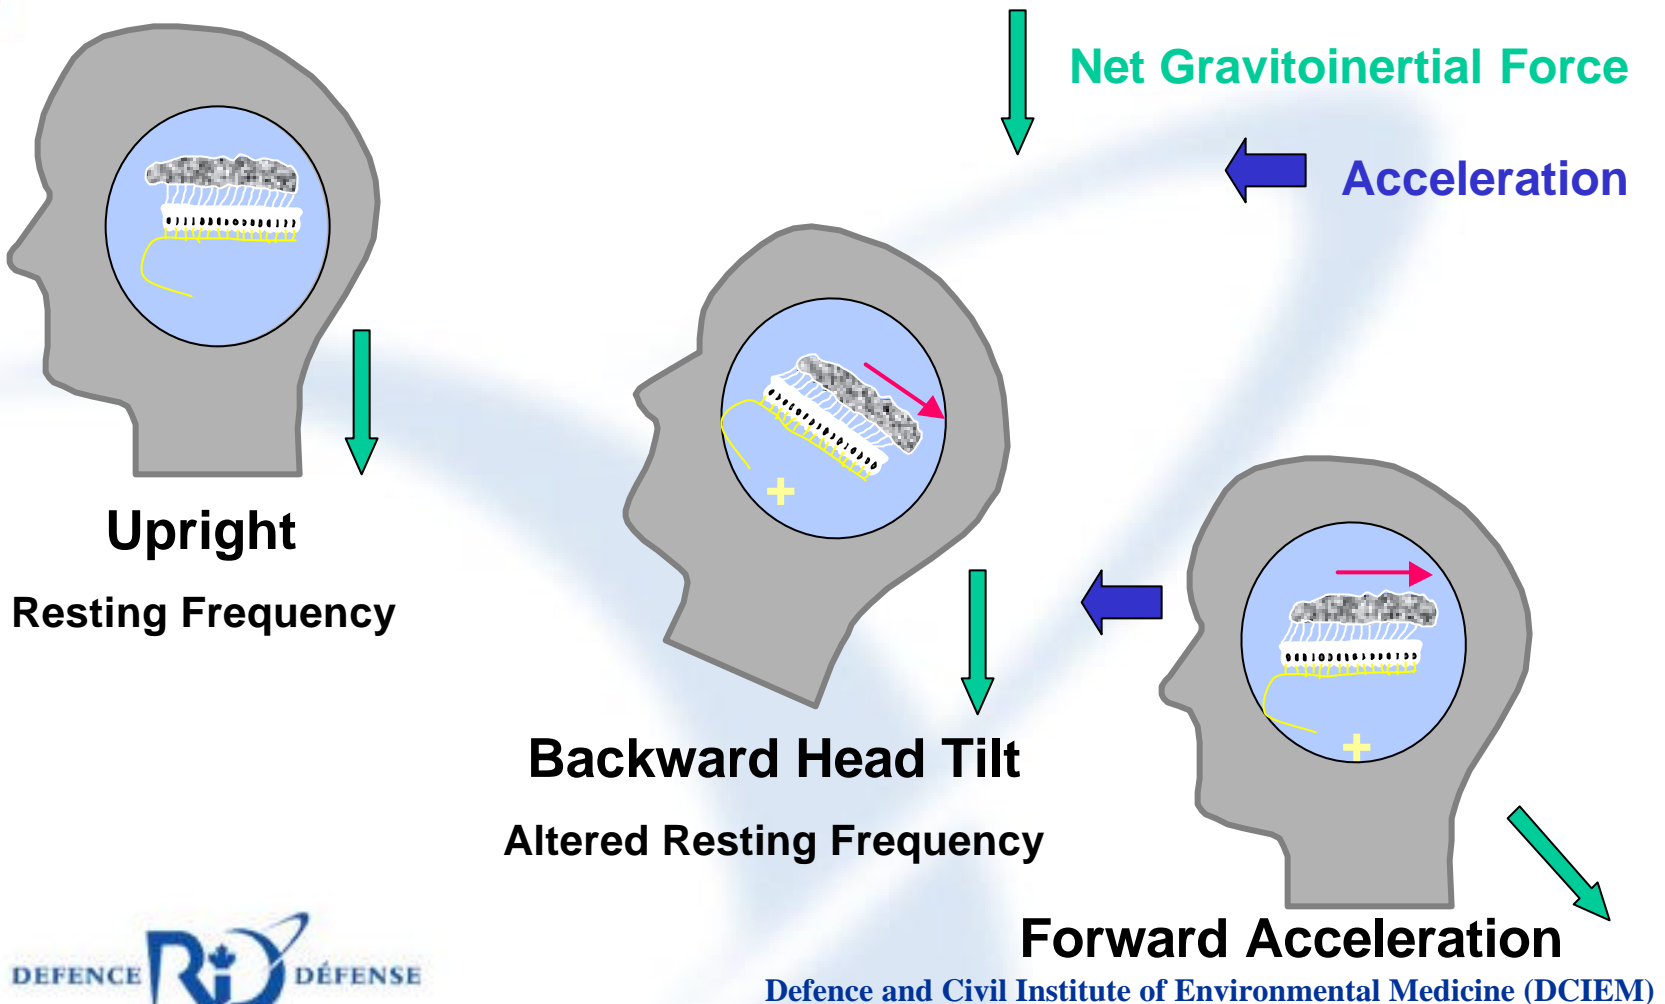 Net Gravitoinertial Force
Acceleration
Upright
Resting Frequency
Backward Head Tilt
Altered Resting Frequency
Forward Acceleration
DEFENCE R&D DÉFENSE
Defence and Civil Institute of Environmental Medicine (DCIEM)